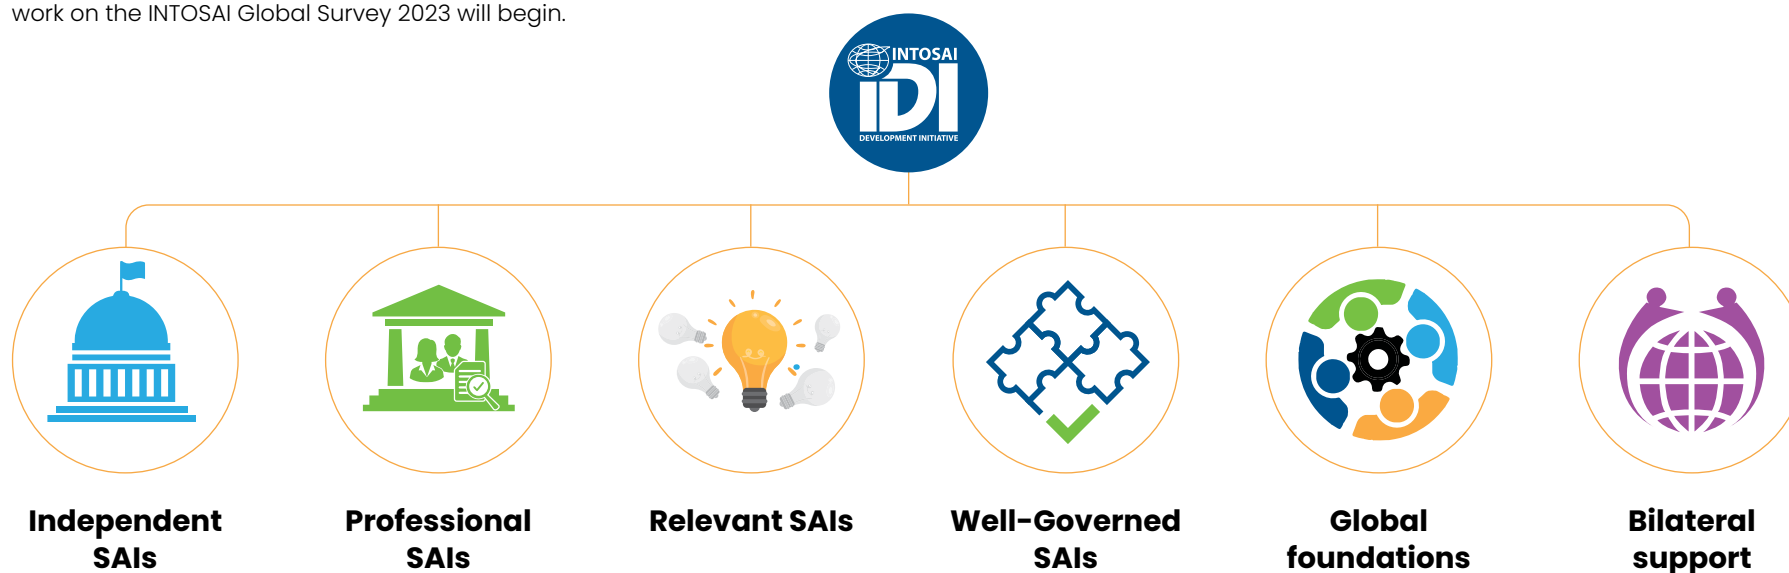 work on the INTOSAI Global Survey 2023 will begin.
INTOSAI
IDI
DEVELOPMENT INITIATIVE
Independent
SAIs
Professional
SAIs
Relevant SAIs
Well-Governed
SAIs
Global
foundations
Bilateral
support